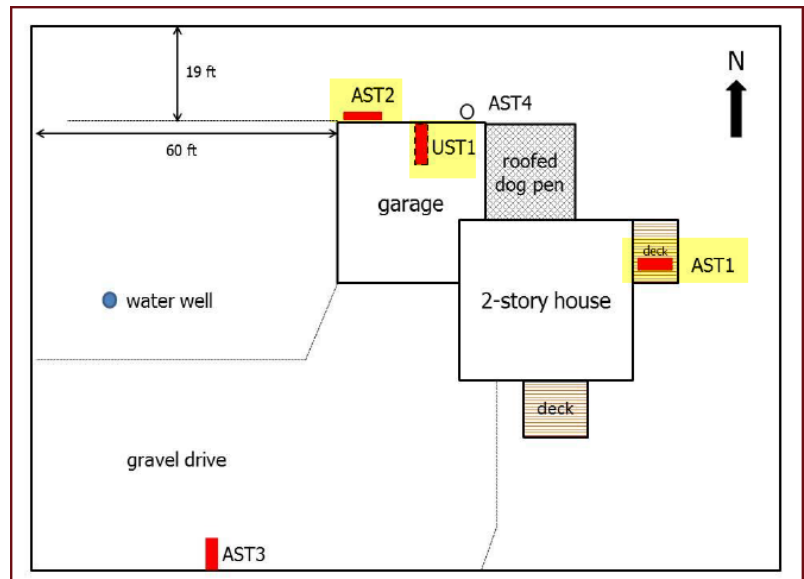 N
19 ft
AST2
AST4
60 ft
UST1
roofed
dog pen
garage
deck
AST1
water well
2-story house
deck
gravel drive
AST3